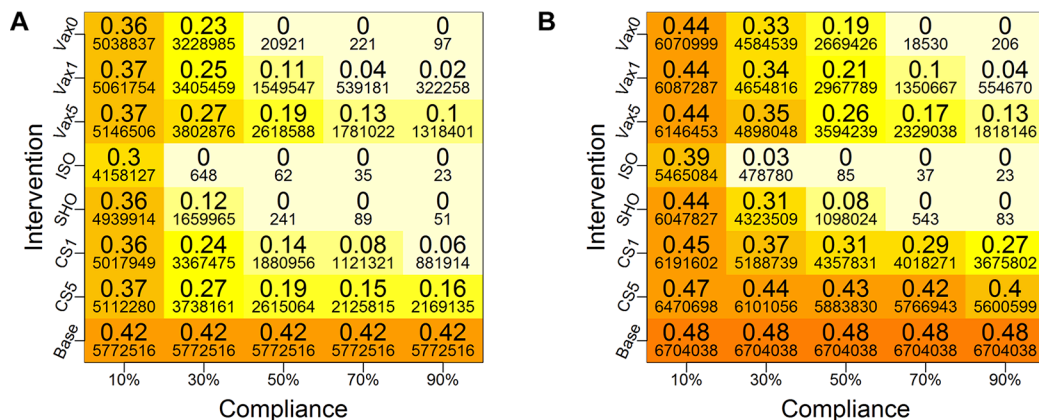 A
Intervention
Vax0
0.36 0.23 0 0 0
5038837 3228985 20921 221 97
Vax1
0.37 0.25 0.11 0.04 0.02
5061754 3405459 1549547 539181 322258
Vax5
0.37 0.27 0.19 0.13 0.1
5146506 3802876 2618588 1781022 1318401
ISO
0.3 0 0 0 0
4158127 648 62 35 23
SHO
0.36 0.12 0 0 0
4939914 1659965 241 89 51
CS1
0.36 0.24 0.14 0.08 0.06
5017949 3367475 1880956 1121321 881914
CS5
0.37 0.27 0.19 0.15 0.16
5112280 3738161 2615064 2125815 2169135
Base
0.42 0.42 0.42 0.42 0.42
5772516 5772516 5772516 5772516 5772516
10% 30% 50% 70% 90%
Compliance
B
Intervention
Vax0
0.44 0.33 0.19 0 0
6070999 4584539 2669426 18530 206
Vax1
0.44 0.34 0.21 0.1 0.04
6087287 4654816 2967789 1350667 554670
Vax5
0.44 0.35 0.26 0.17 0.13
6146453 4898048 3594239 2329038 1818146
ISO
0.39 0.03 0 0 0
5465084 478780 85 37 23
SHO
0.44 0.31 0.08 0 0
6047827 4323509 1098024 543 83
CS1
0.45 0.37 0.31 0.29 0.27
6191602 5188739 4357831 4018271 3675802
CS5
0.47 0.44 0.43 0.42 0.4
6470698 6101056 5883830 5766943 5600599
Base
0.48 0.48 0.48 0.48 0.48
6704038 6704038 6704038 6704038 6704038
10% 30% 50% 70% 90%
Compliance